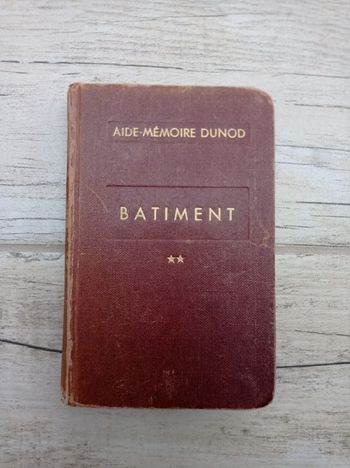 AIDE-MÉMOIRE DUNOD
BATIMENT
**